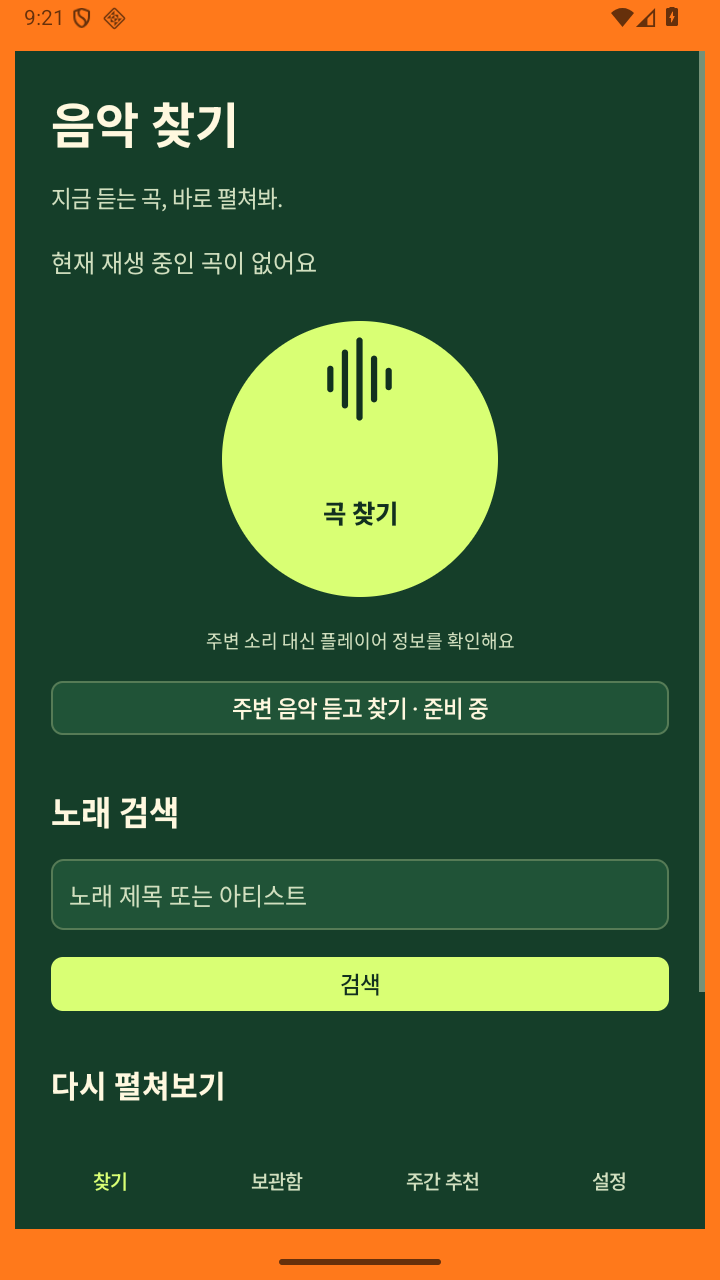 9:21
음악 찾기
지금 듣는 곡, 바로 펼쳐봐.
현재 재생 중인 곡이 없어요
곡 찾기
주변 소리 대신 플레이어 정보를 확인해요
주변 음악 듣고 찾기 · 준비 중
노래 검색
노래 제목 또는 아티스트
검색
다시 펼쳐보기
찾기 보관함 주간 추천 설정